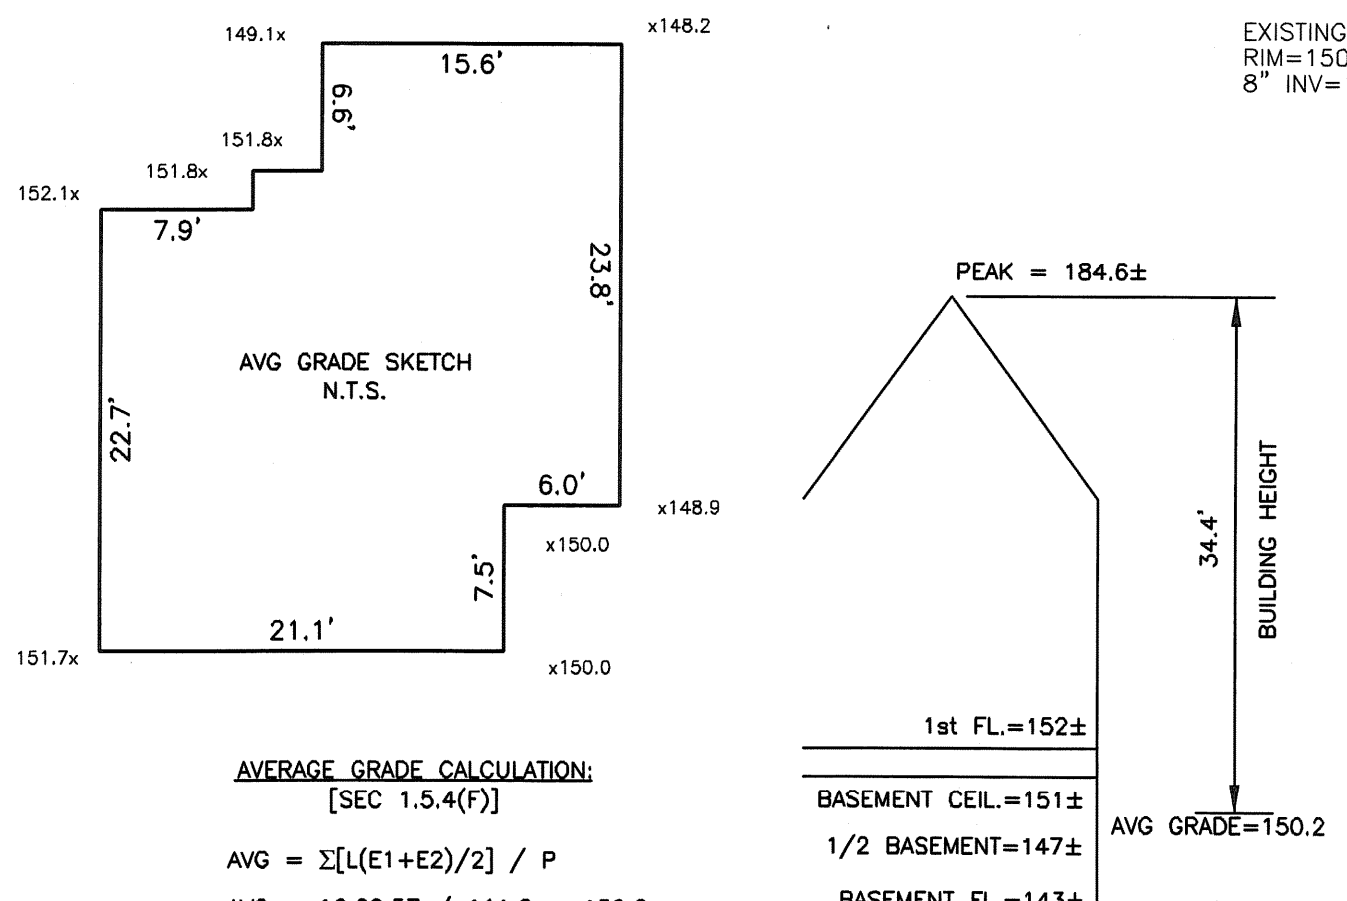 149.1x
x148.2
EXISTING
RIM=150
8" INV=
15.6'
6.6'
151.8x
151.8x
152.1x
7.9'
23.8'
PEAK = 184.6±
AVG GRADE SKETCH
N.T.S.
22.7'
6.0'
x148.9
x150.0
7.5'
34.4'
BUILDING HEIGHT
21.1'
151.7x
x150.0
1st FL.=152±
AVERAGE GRADE CALCULATION:
[SEC 1.5.4(F)]
BASEMENT CEIL.=151±
AVG GRADE=150.2
1/2 BASEMENT=147±
AVG = Σ[L(E1+E2)/2] / P
BASEMENT FL.=143±